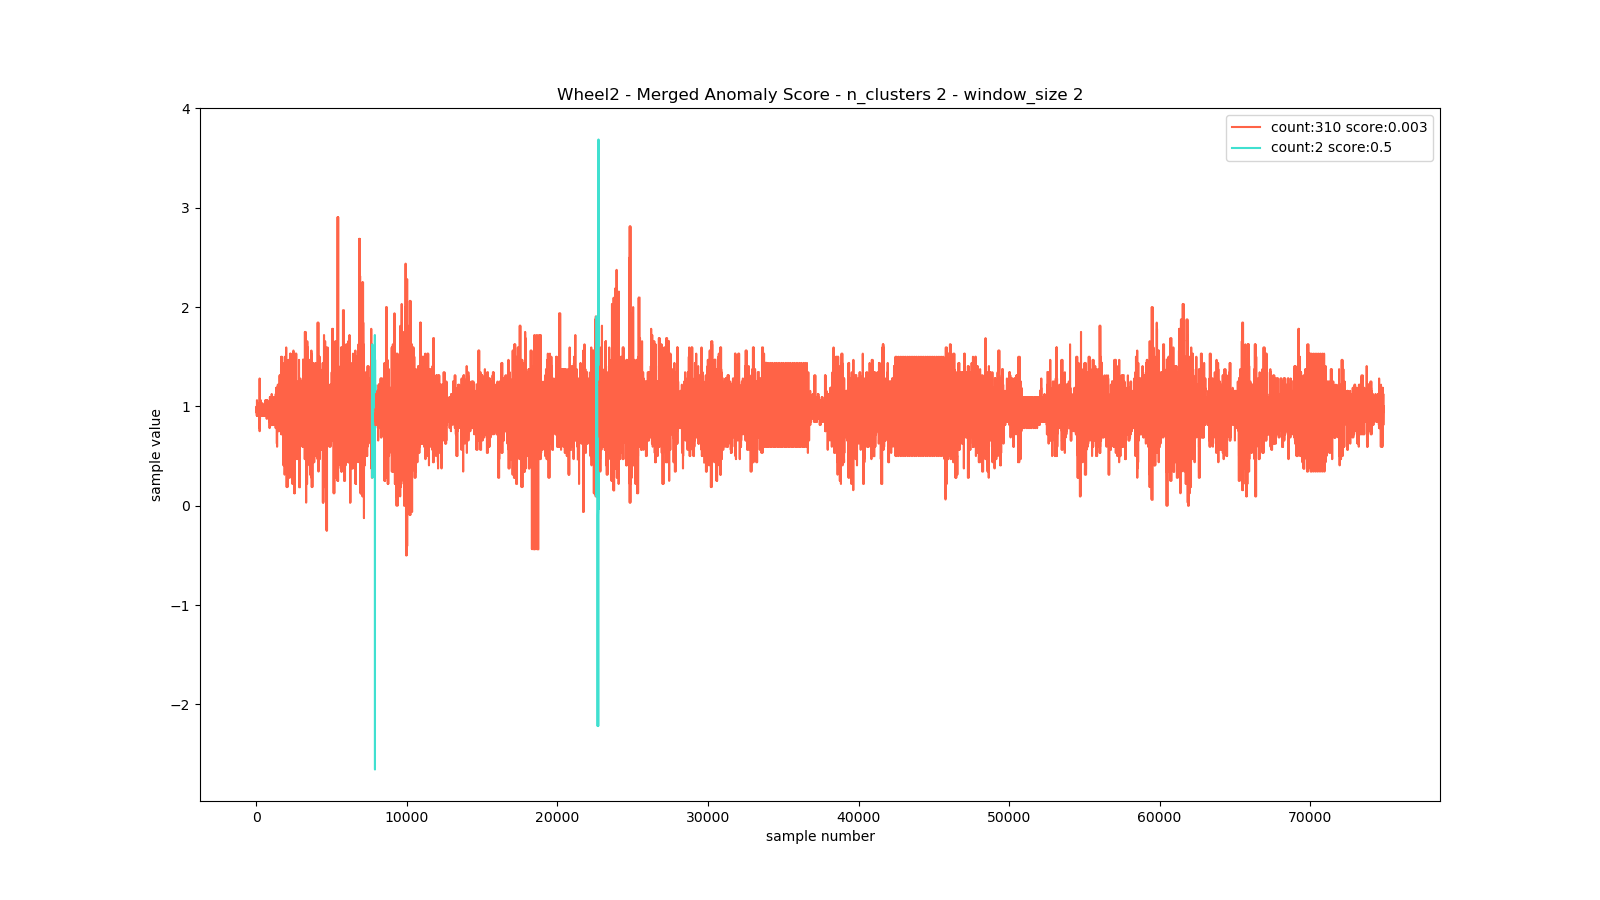 Wheel2 - Merged Anomaly Score - n_clusters 2 - window_size 2
count:310 score:0.003
count:2 score:0.5
4
3
2
1
0
−1
−2
sample value
0 10000 20000 30000 40000 50000 60000 70000
sample number